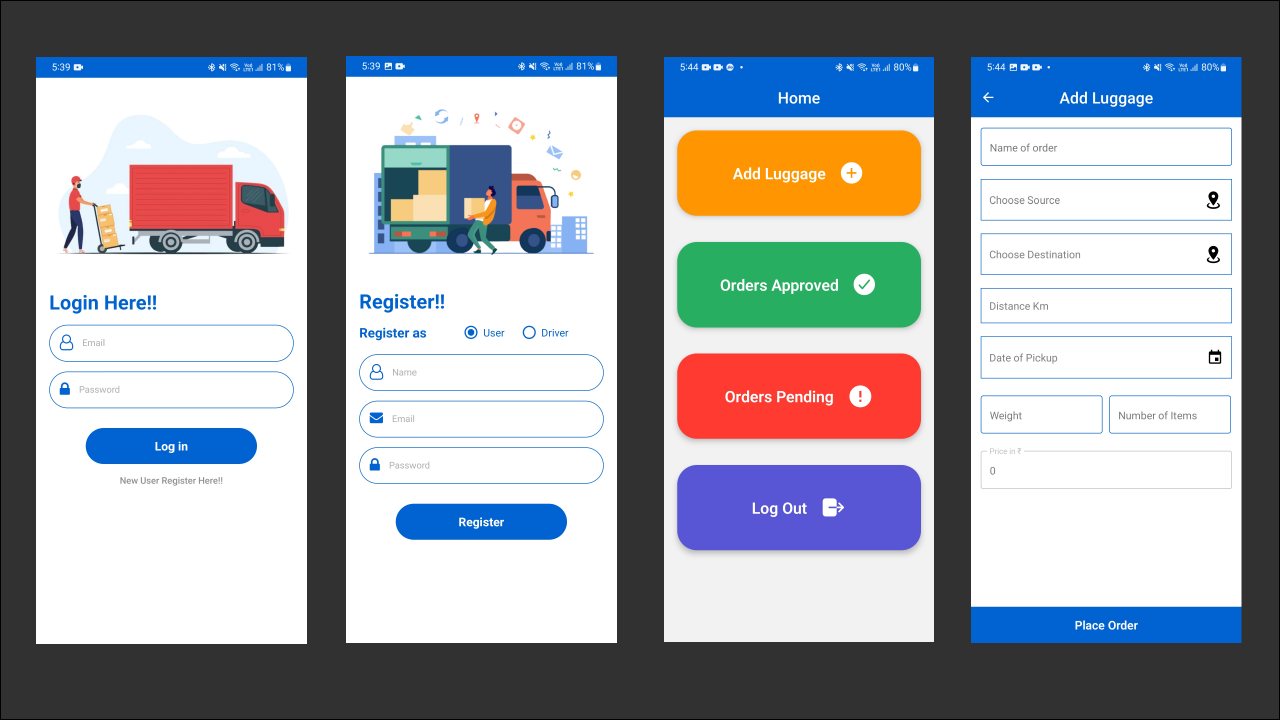 5:39
81%
Login Here!!
Email
Password
Log in
New User Register Here!!
5:39
81%
Register!!
Register as User Driver
Name
Email
Password
Register
5:44
80%
Home
Add Luggage
Orders Approved
Orders Pending
Log Out
5:44
80%
Add Luggage
Name of order
Choose Source
Choose Destination
Distance Km
Date of Pickup
Weight Number of Items
Price in ₹
0
Place Order